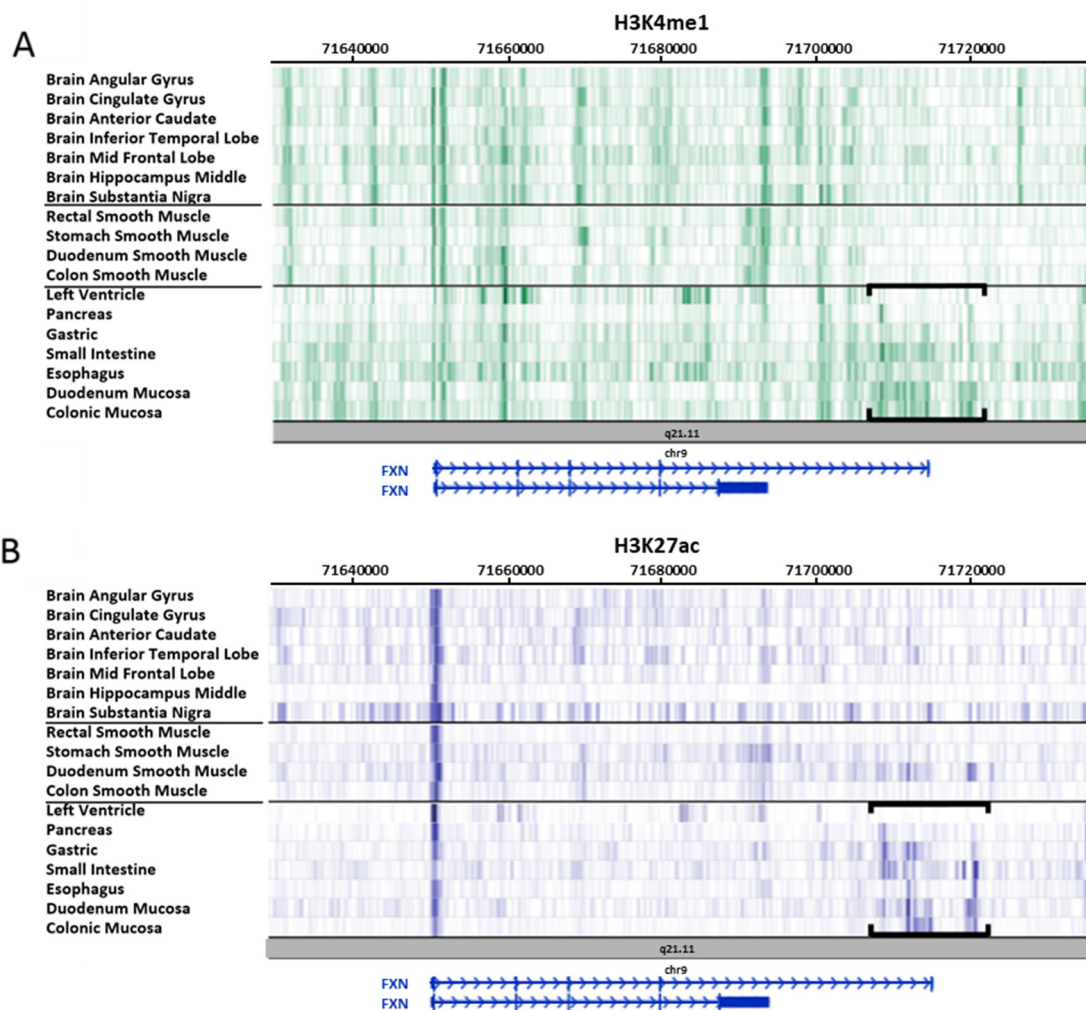 A
H3K4me1
71640000 71660000 71680000 71700000 71720000
Brain Angular Gyrus
Brain Cingulate Gyrus
Brain Anterior Caudate
Brain Inferior Temporal Lobe
Brain Mid Frontal Lobe
Brain Hippocampus Middle
Brain Substantia Nigra
Rectal Smooth Muscle
Stomach Smooth Muscle
Duodenum Smooth Muscle
Colon Smooth Muscle
Left Ventricle
Pancreas
Gastric
Small Intestine
Esophagus
Duodenum Mucosa
Colonic Mucosa
q21.11
chr9
FXN
FXN
B
H3K27ac
71640000 71660000 71680000 71700000 71720000
Brain Angular Gyrus
Brain Cingulate Gyrus
Brain Anterior Caudate
Brain Inferior Temporal Lobe
Brain Mid Frontal Lobe
Brain Hippocampus Middle
Brain Substantia Nigra
Rectal Smooth Muscle
Stomach Smooth Muscle
Duodenum Smooth Muscle
Colon Smooth Muscle
Left Ventricle
Pancreas
Gastric
Small Intestine
Esophagus
Duodenum Mucosa
Colonic Mucosa
q21.11
chr9
FXN
FXN